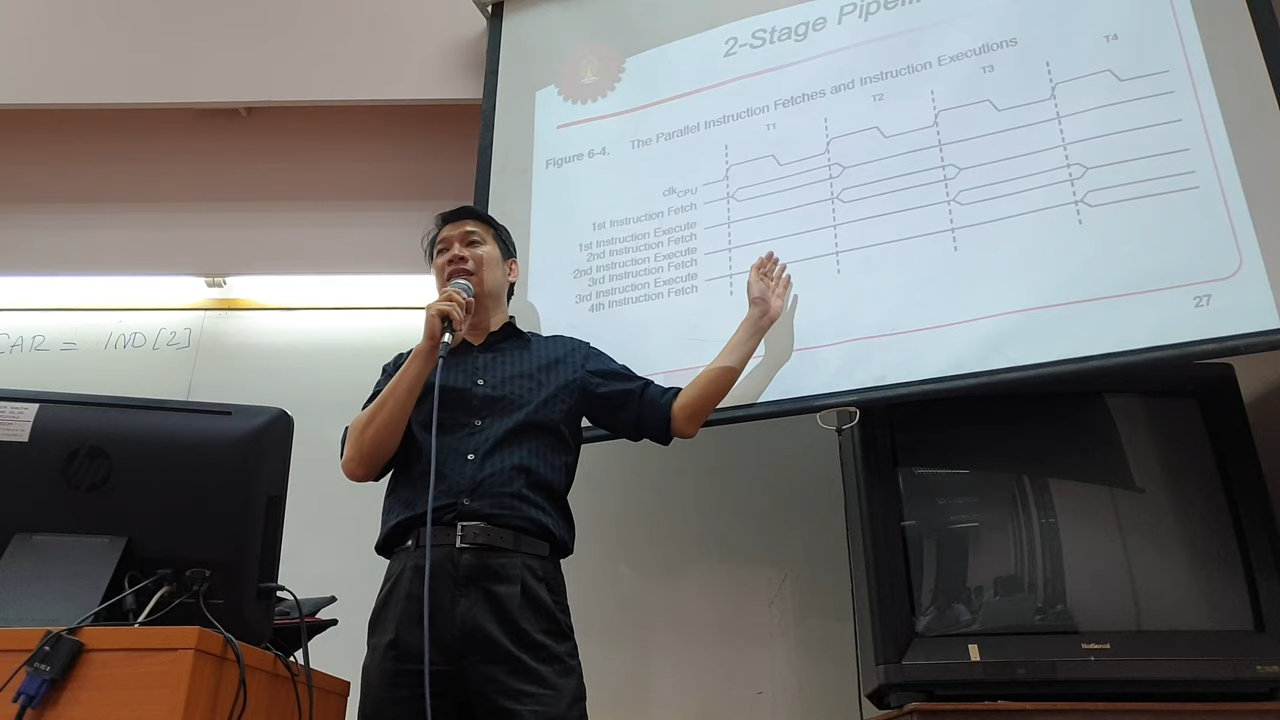 2-Stage
Figure 6-4. The Parallel Instruction Fetches and Instruction Executions
T1 T2 T3 T4
clkCPU
1st Instruction Fetch
1st Instruction Execute
2nd Instruction Fetch
2nd Instruction Execute
3rd Instruction Fetch
3rd Instruction Execute
4th Instruction Fetch
27
CAR = IND[2]
hp
National